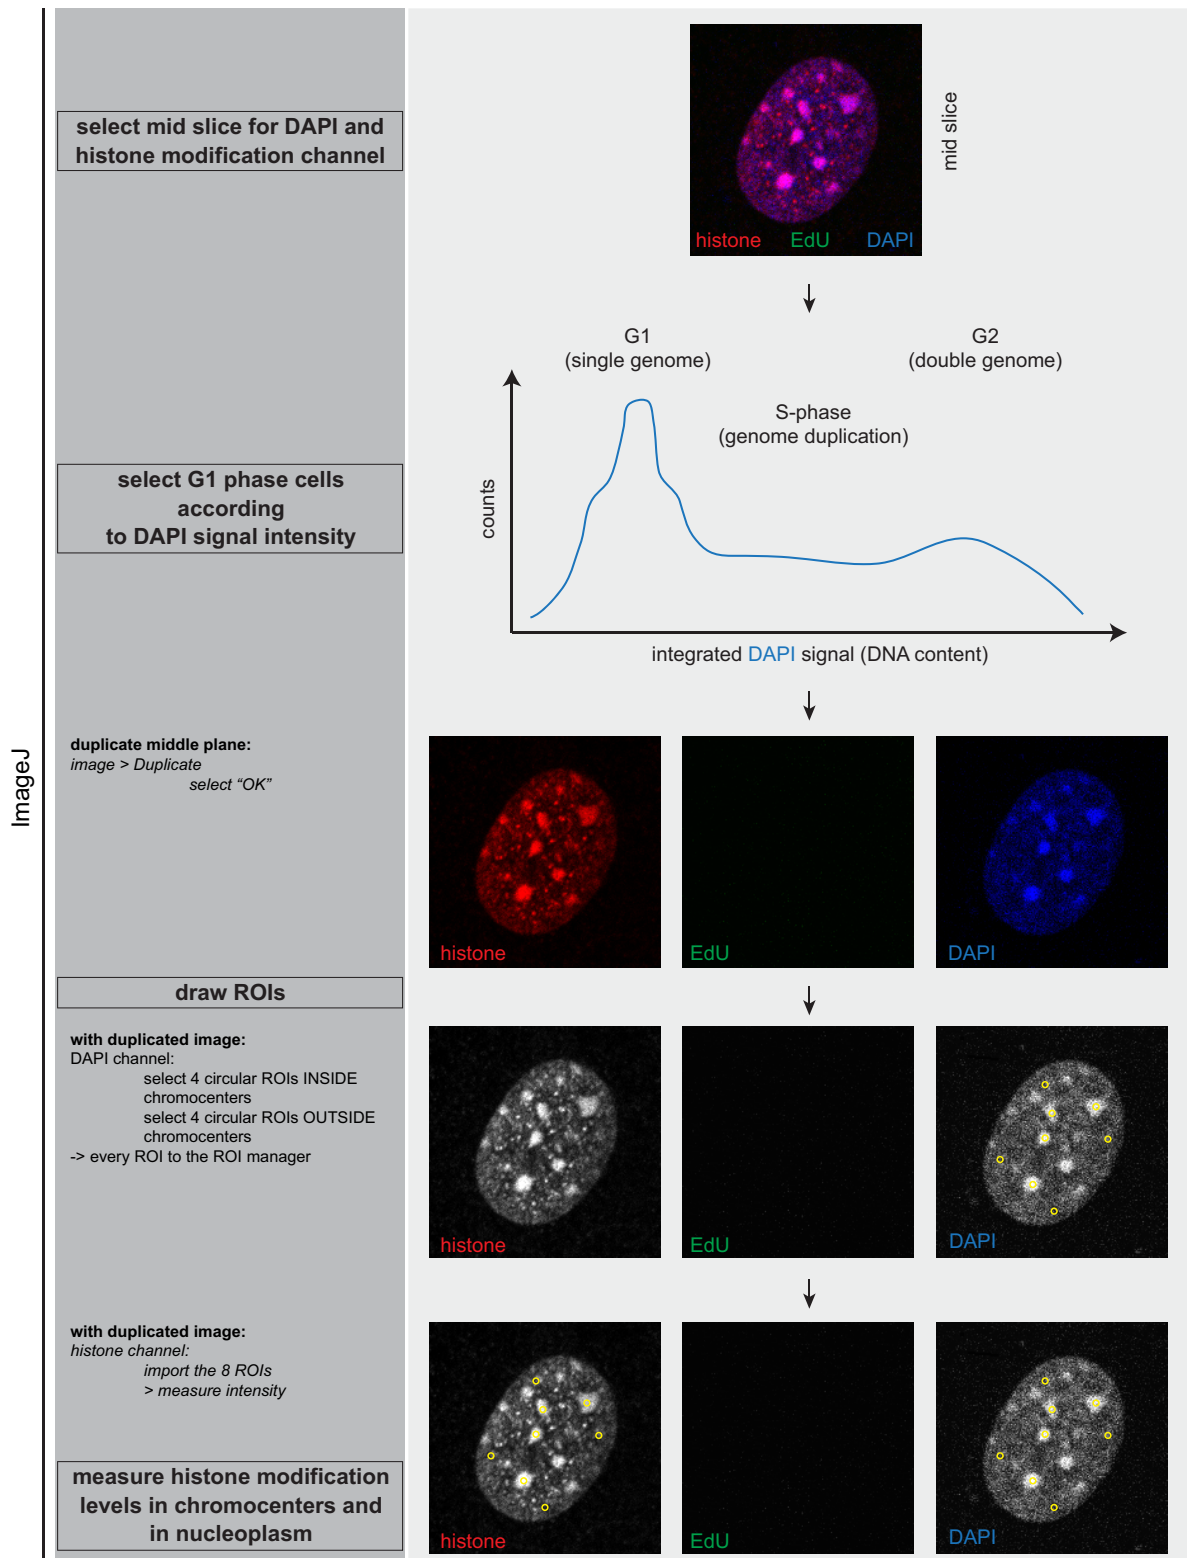 ImageJ
select mid slice for DAPI and
histone modification channel
histone EdU DAPI
mid slice
G1
(single genome)
G2
(double genome)
S-phase
(genome duplication)
select G1 phase cells
according
to DAPI signal intensity
counts
integrated DAPI signal (DNA content)
duplicate middle plane:
image > Duplicate
select “OK”
histone
EdU
DAPI
draw ROIs
with duplicated image:
DAPI channel:
select 4 circular ROIs INSIDE
chromocenters
select 4 circular ROIs OUTSIDE
chromocenters
-> every ROI to the ROI manager
histone
EdU
DAPI
with duplicated image:
histone channel:
import the 8 ROIs
> measure intensity
measure histone modification
levels in chromocenters and
in nucleoplasm
histone
EdU
DAPI